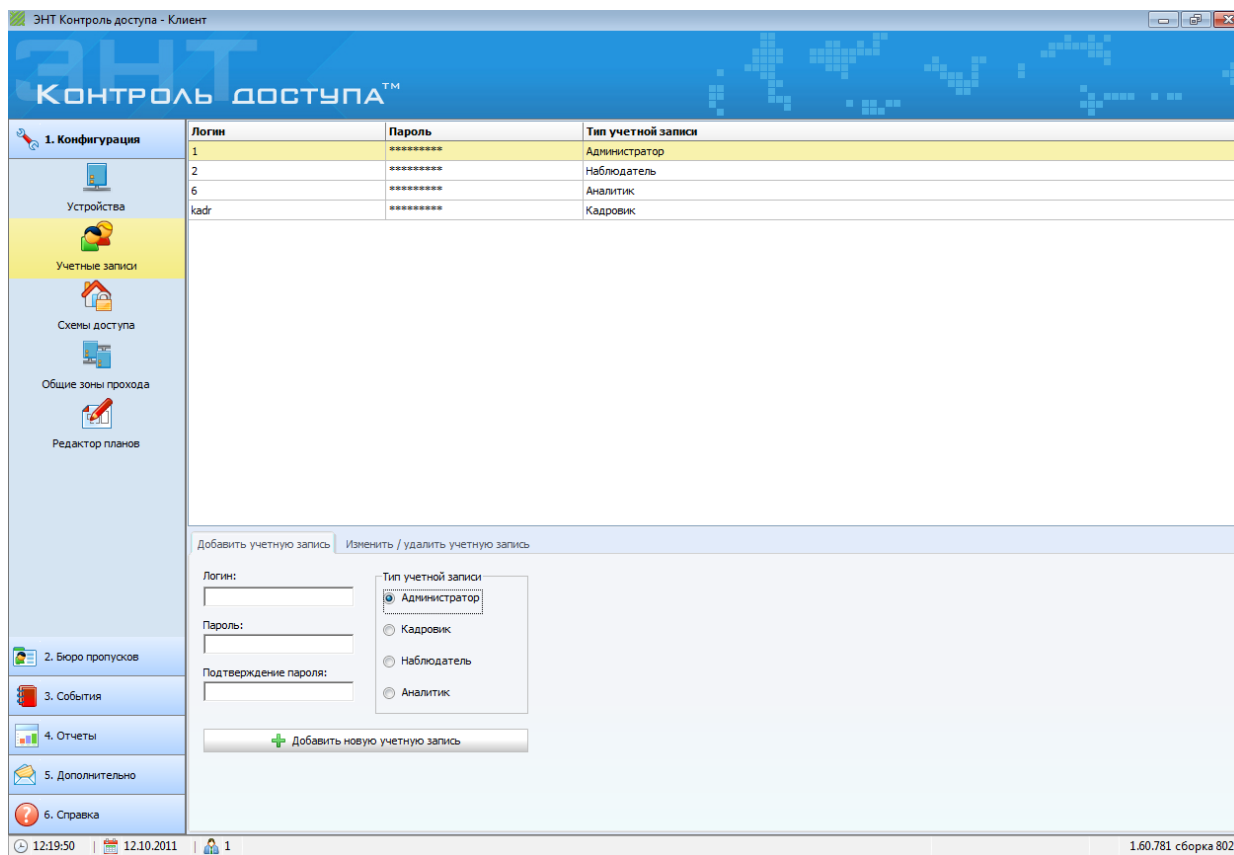 ЭНТ Контроль доступа - Клиент
ЭНТ
КОНТРОЛЬ ДОСТУПА™
1. Конфигурация
Устройства
Учетные записи
Схемы доступа
Общие зоны прохода
Редактор планов
2. Бюро пропусков
3. События
4. Отчеты
5. Дополнительно
6. Справка
Логин Пароль Тип учетной записи
1 ********* Администратор
2 ********* Наблюдатель
6 ********* Аналитик
kadr ********* Кадровик
Добавить учетную запись Изменить / удалить учетную запись
Логин:
Пароль:
Подтверждение пароля:
Тип учетной записи
Администратор
Кадровик
Наблюдатель
Аналитик
Добавить новую учетную запись
12:19:50 | 12.10.2011 | 1 1.60.781 сборка 802